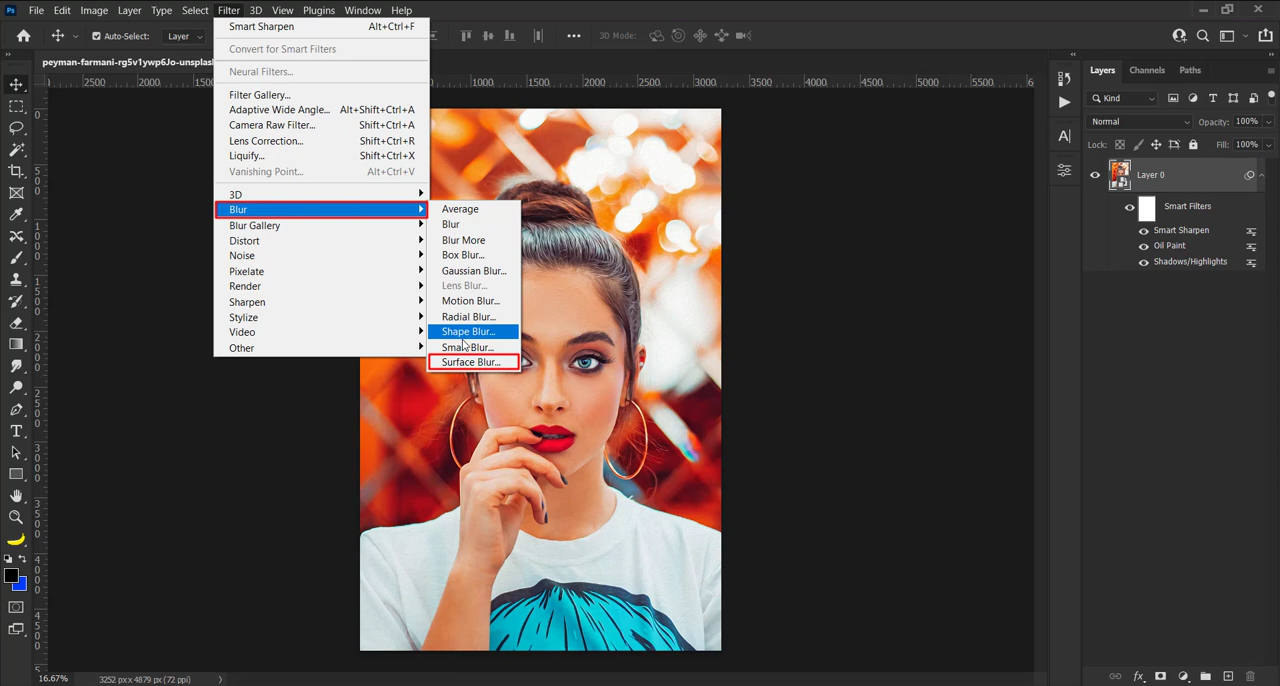 Ps File Edit Image Layer Type Select Filter 3D View Plugins Window Help
Auto-Select: Layer 3D Mode:
peyman-farmani-rg5v1ywp6Jo-unsplash
2500 2000 1500 1000 1500 2000 2500 3000 3500 4000 4500 5000 5500 6
Smart Sharpen Alt+Ctrl+F
Convert for Smart Filters
Neural Filters...
Filter Gallery...
Adaptive Wide Angle... Alt+Shift+Ctrl+A
Camera Raw Filter... Shift+Ctrl+A
Lens Correction... Shift+Ctrl+R
Liquify... Shift+Ctrl+X
Vanishing Point... Alt+Ctrl+V
3D
Blur
Blur Gallery
Distort
Noise
Pixelate
Render
Sharpen
Stylize
Video
Other
Average
Blur
Blur More
Box Blur...
Gaussian Blur...
Lens Blur...
Motion Blur...
Radial Blur...
Shape Blur...
Smart Blur...
Surface Blur...
Layers Channels Paths
Kind
Normal Opacity: 100%
Lock: Fill: 100%
Layer 0
Smart Filters
Smart Sharpen
Oil Paint
Shadows/Highlights
16.67% 3252 px x 4879 px (72 ppi)